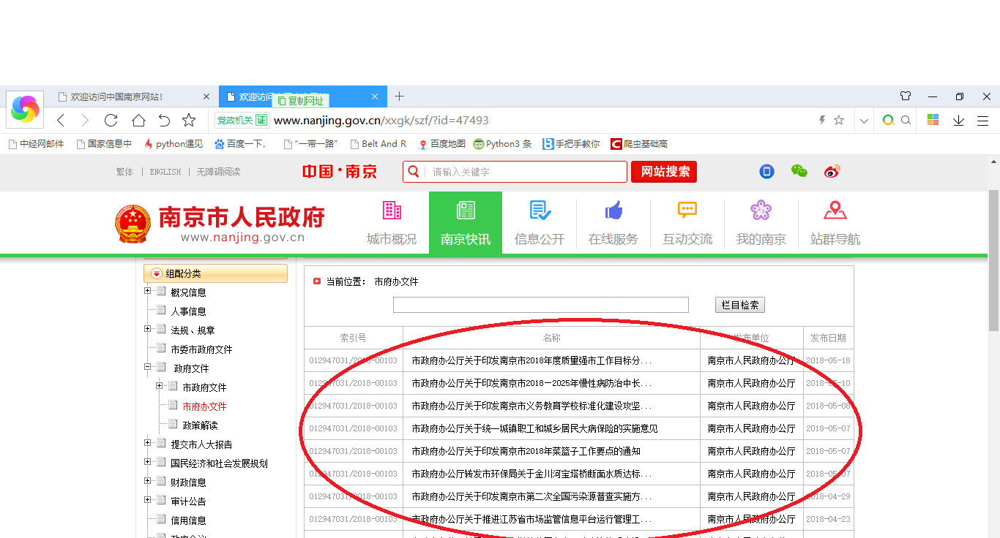 欢迎访问中国南京网站！
欢迎访问
复制网址
党政机关 证 www.nanjing.gov.cn/xxgk/szf/?id=47493
中经网邮件 国家信息中 python遇见 百度一下， “一带一路” Belt And R 百度地图 Python3 条 手把手教你 爬虫基础高
繁体 | ENGLISH | 无障碍阅读
中国·南京
请输入关键字
网站搜索
南京市人民政府
www.nanjing.gov.cn
城市概况 南京快讯 信息公开 在线服务 互动交流 我的南京 站群导航
组配分类
概况信息
人事信息
法规、规章
市委市政府文件
政府文件
市政府文件
市府办文件
政策解读
提交市人大报告
国民经济和社会发展规划
财政信息
审计公告
信用信息
当前位置： 市府办文件
栏目检索
索引号 名称 发布单位 发布日期
012947031/2018-00103 市政府办公厅关于印发南京市2018年度质量强市工作目标分... 南京市人民政府办公厅 2018-05-18
012947031/2018-00103 市政府办公厅关于印发南京市2018—2025年慢性病防治中长... 南京市人民政府办公厅 2018-05-10
012947031/2018-00103 市政府办公厅关于印发南京市义务教育学校标准化建设攻坚... 南京市人民政府办公厅 2018-05-08
012947031/2018-00103 市政府办公厅关于统一城镇职工和城乡居民大病保险的实施意见 南京市人民政府办公厅 2018-05-07
012947031/2018-00103 市政府办公厅关于印发南京市2018年菜篮子工作要点的通知 南京市人民政府办公厅 2018-05-07
012947031/2018-00103 市政府办公厅转发市环保局关于金川河宝塔桥断面水质达标... 南京市人民政府办公厅 2018-05-07
012947031/2018-00103 市政府办公厅关于印发南京市第二次全国污染源普查实施方... 南京市人民政府办公厅 2018-04-29
012947031/2018-00103 市政府办公厅关于推进江苏省市场监管信息平台运行管理工... 南京市人民政府办公厅 2018-04-23